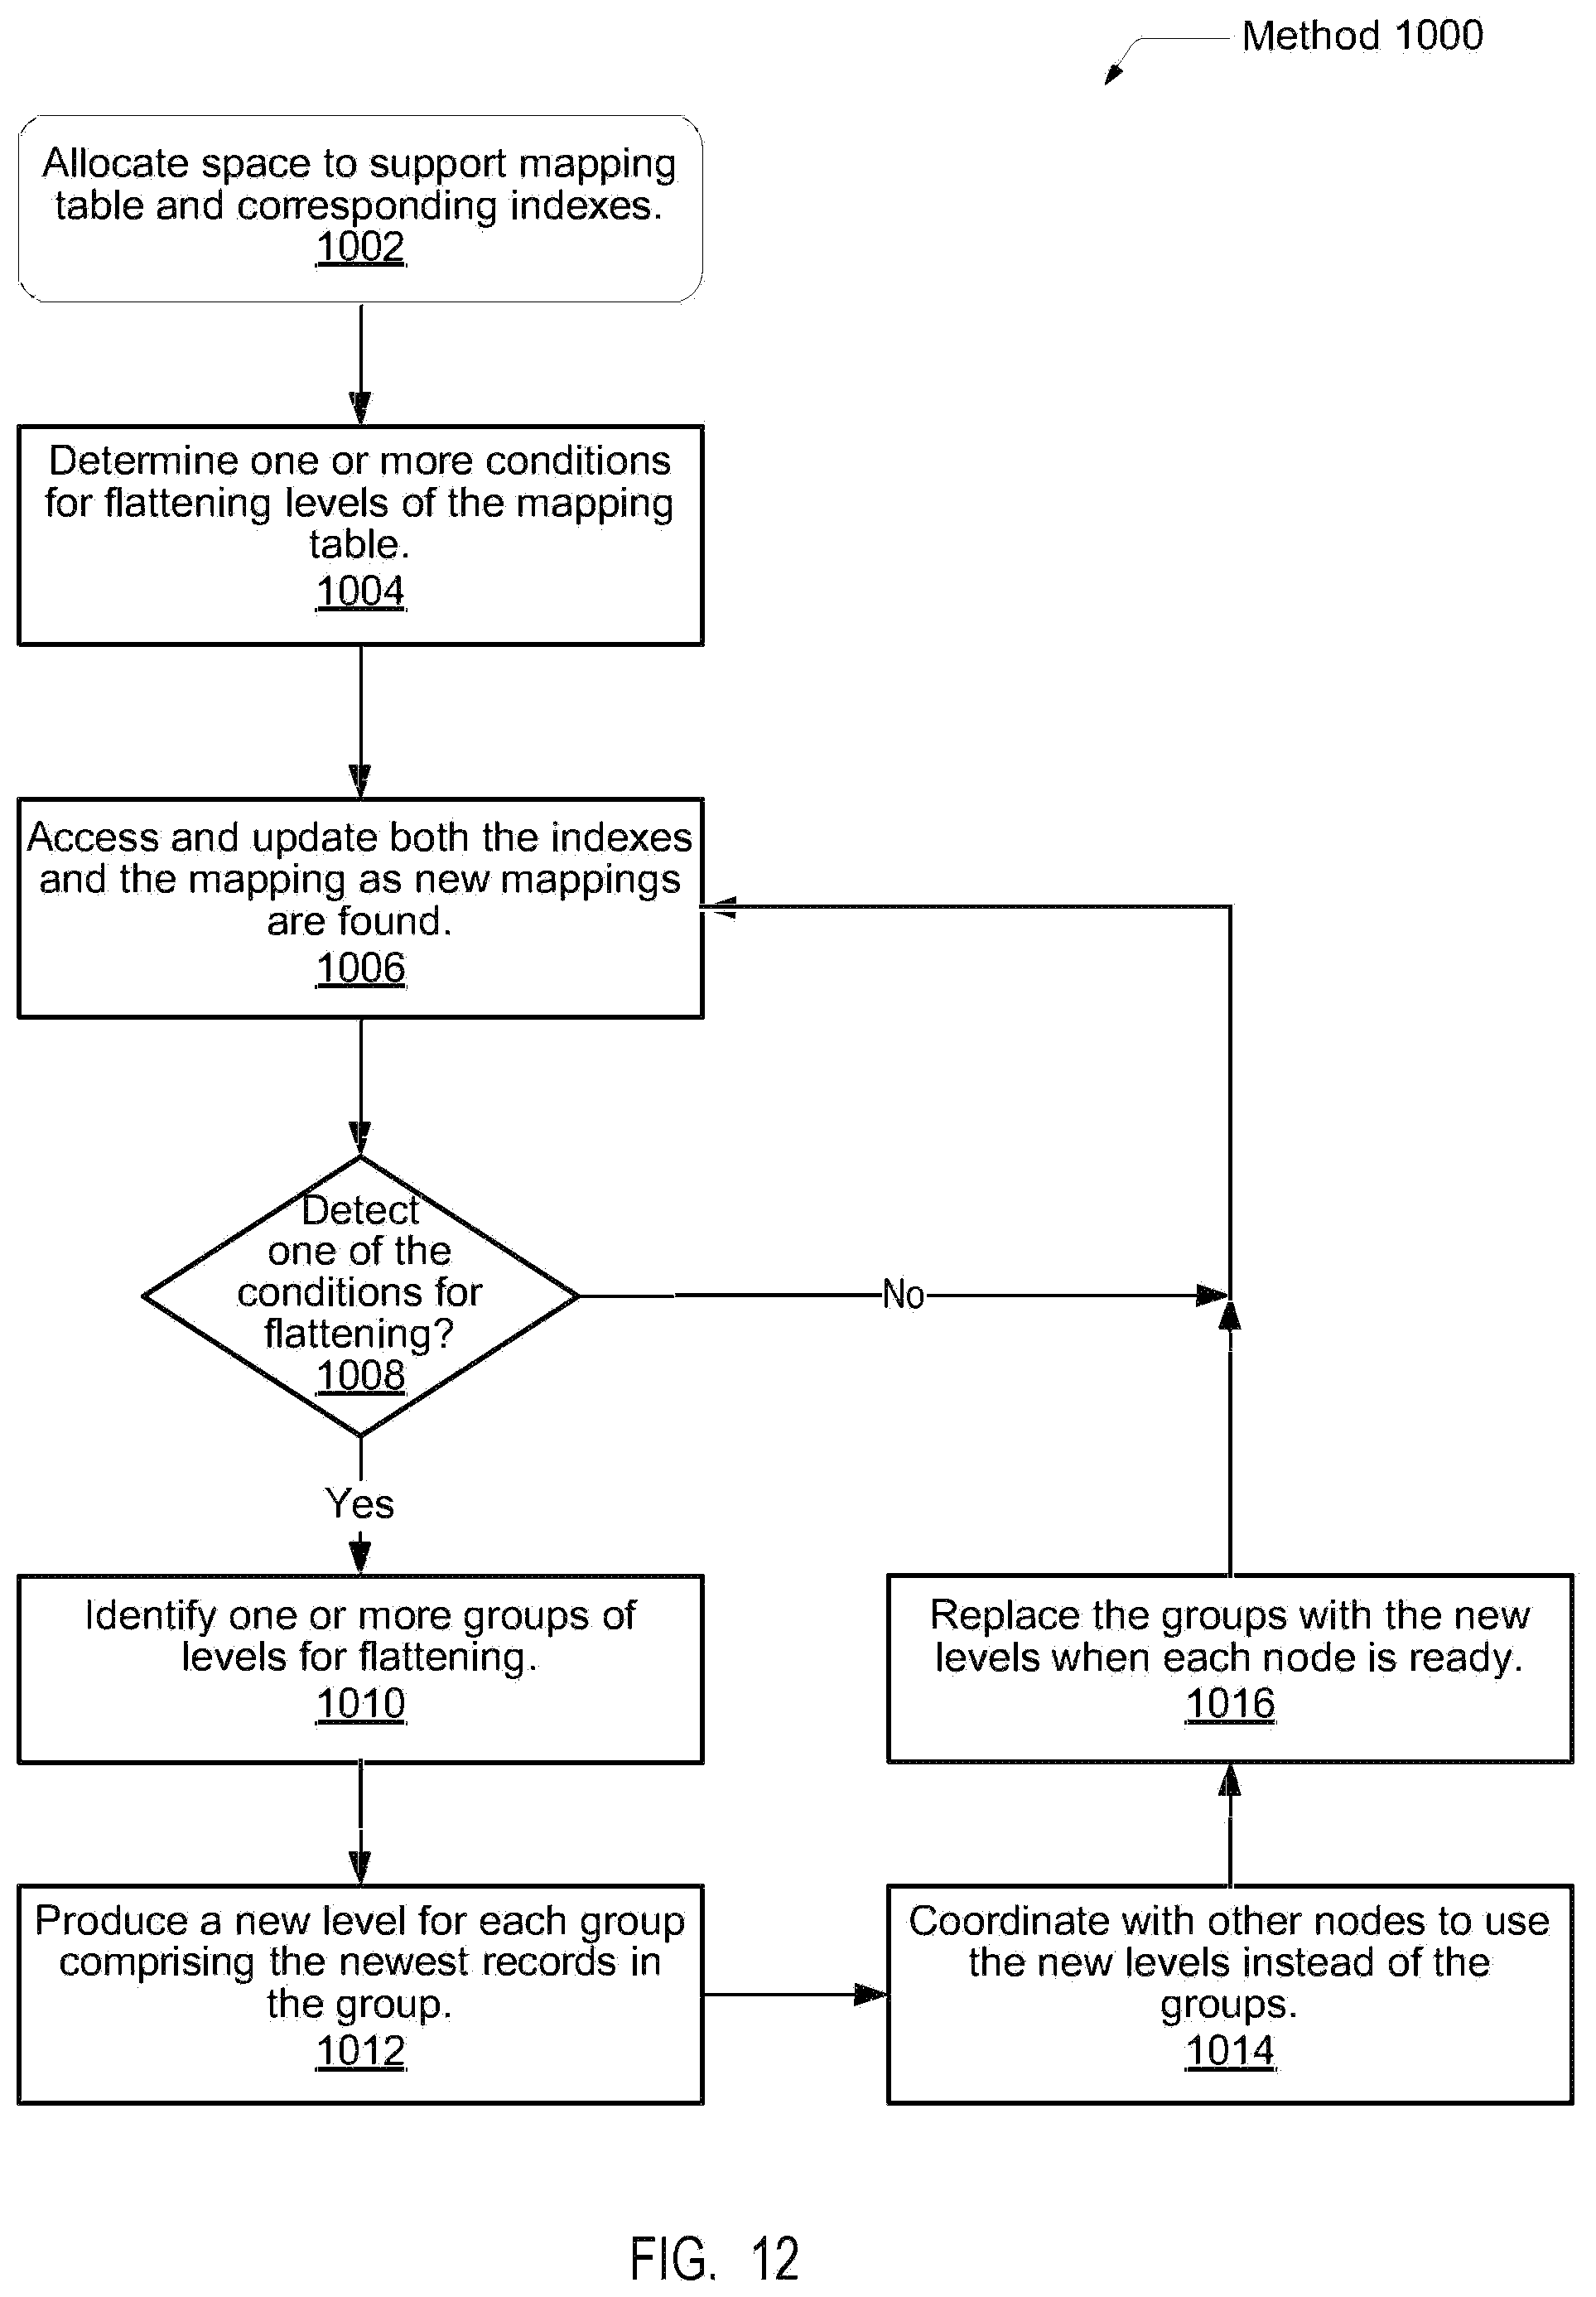 Method 1000
Allocate space to support mapping
table and corresponding indexes.
1002
Determine one or more conditions
for flattening levels of the mapping
table.
1004
Access and update both the indexes
and the mapping as new mappings
are found.
1006
Detect
one of the
conditions for
flattening?
1008
No
Yes
Identify one or more groups of
levels for flattening.
1010
Produce a new level for each group
comprising the newest records in
the group.
1012
Coordinate with other nodes to use
the new levels instead of the
groups.
1014
Replace the groups with the new
levels when each node is ready.
1016
FIG. 12